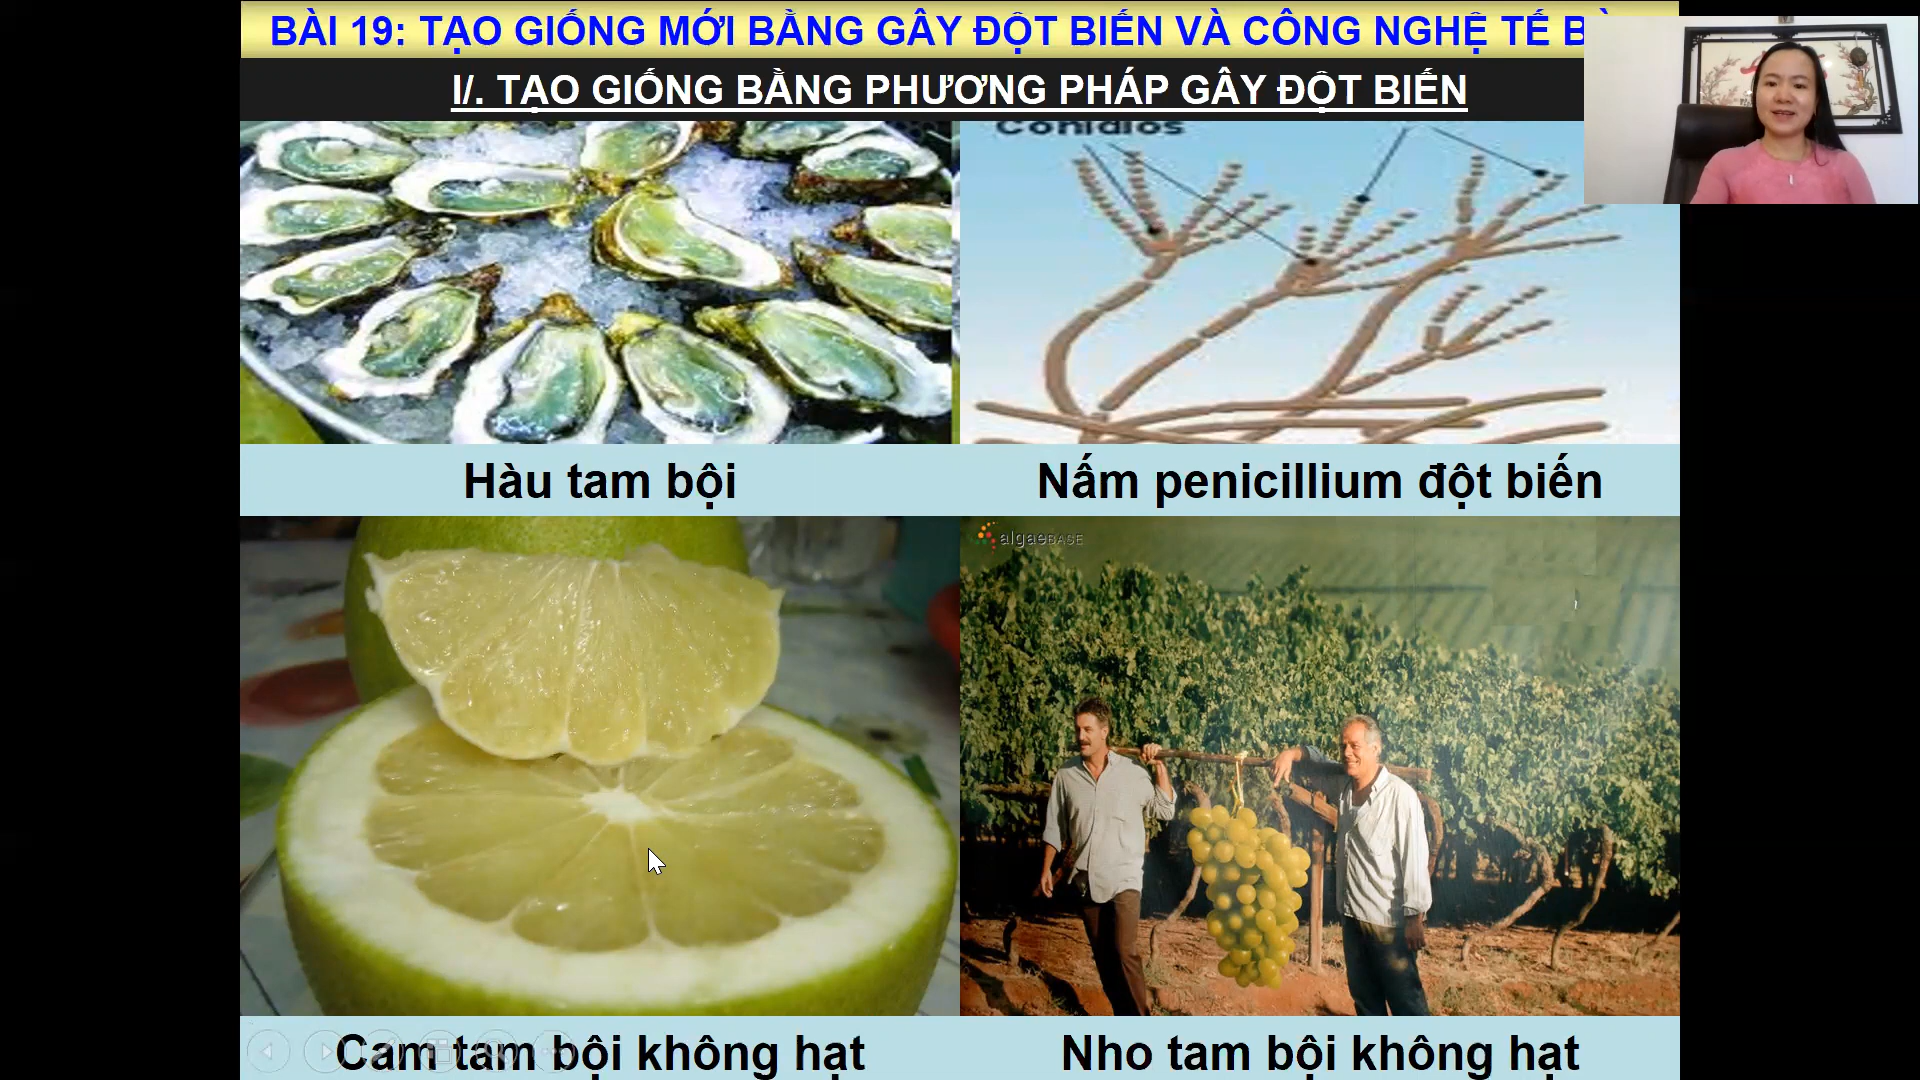 BÀI 19: TẠO GIỐNG MỚI BẰNG GÂY ĐỘT BIẾN VÀ CÔNG NGHỆ TẾ
I/. TẠO GIỐNG BẰNG PHƯƠNG PHÁP GÂY ĐỘT BIẾN
Conidios
Hàu tam bội
Nấm penicillium đột biến
algaeBASE
Cam tam bội không hạt
Nho tam bội không hạt